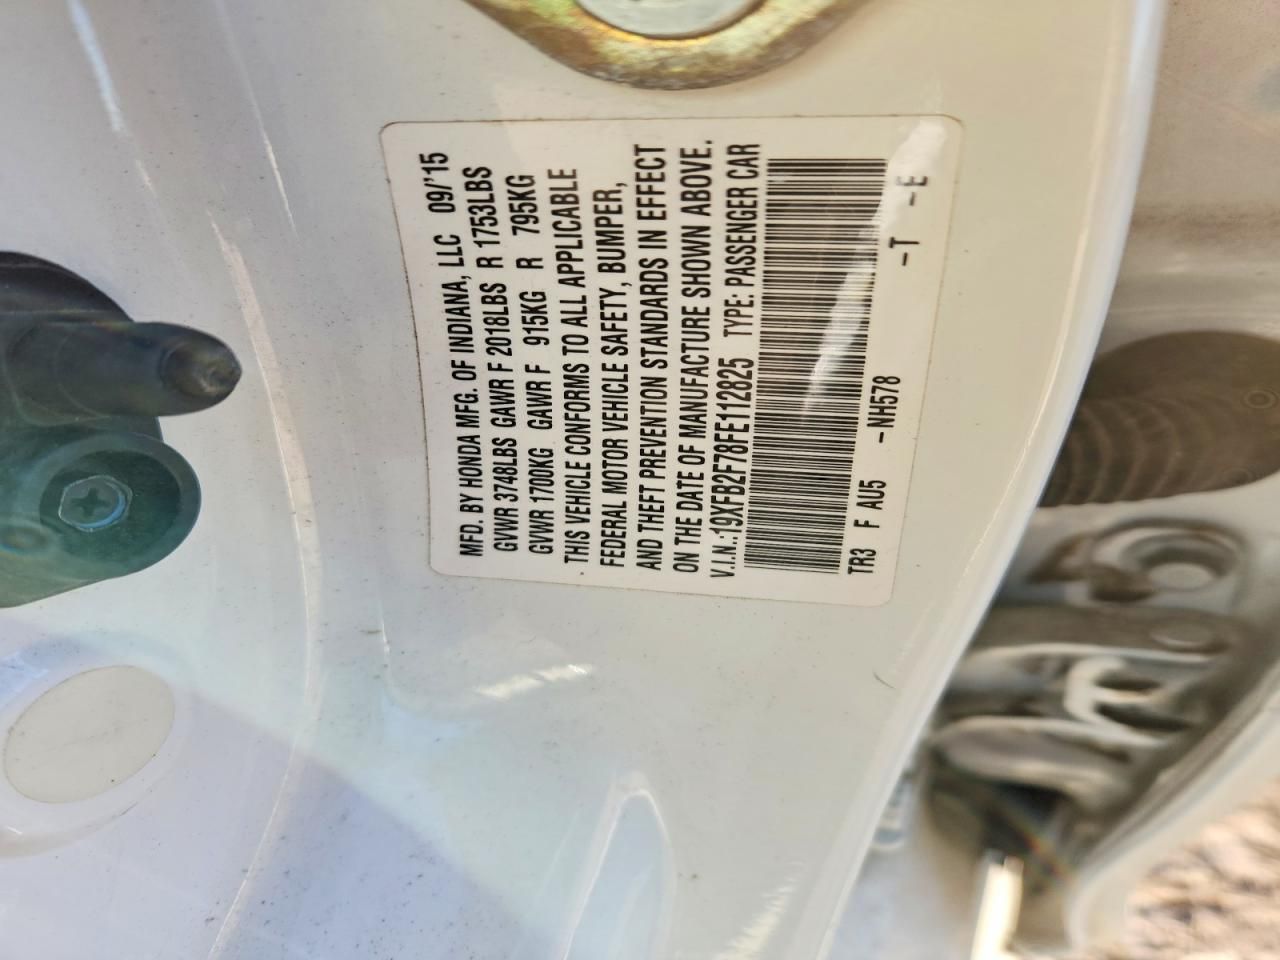 MFD. BY HONDA MFG. OF INDIANA, LLC 09/'15
GVWR 3748LBS GAWR F 2018LBS R 1753LBS
GVWR 1700KG GAWR F 915KG R 795KG
THIS VEHICLE CONFORMS TO ALL APPLICABLE
FEDERAL MOTOR VEHICLE SAFETY, BUMPER,
AND THEFT PREVENTION STANDARDS IN EFFECT
ON THE DATE OF MANUFACTURE SHOWN ABOVE.
V.I.N.:19XFB2F78FE112825 TYPE: PASSENGER CAR
TR3 F AU5 -NH578 -T -E